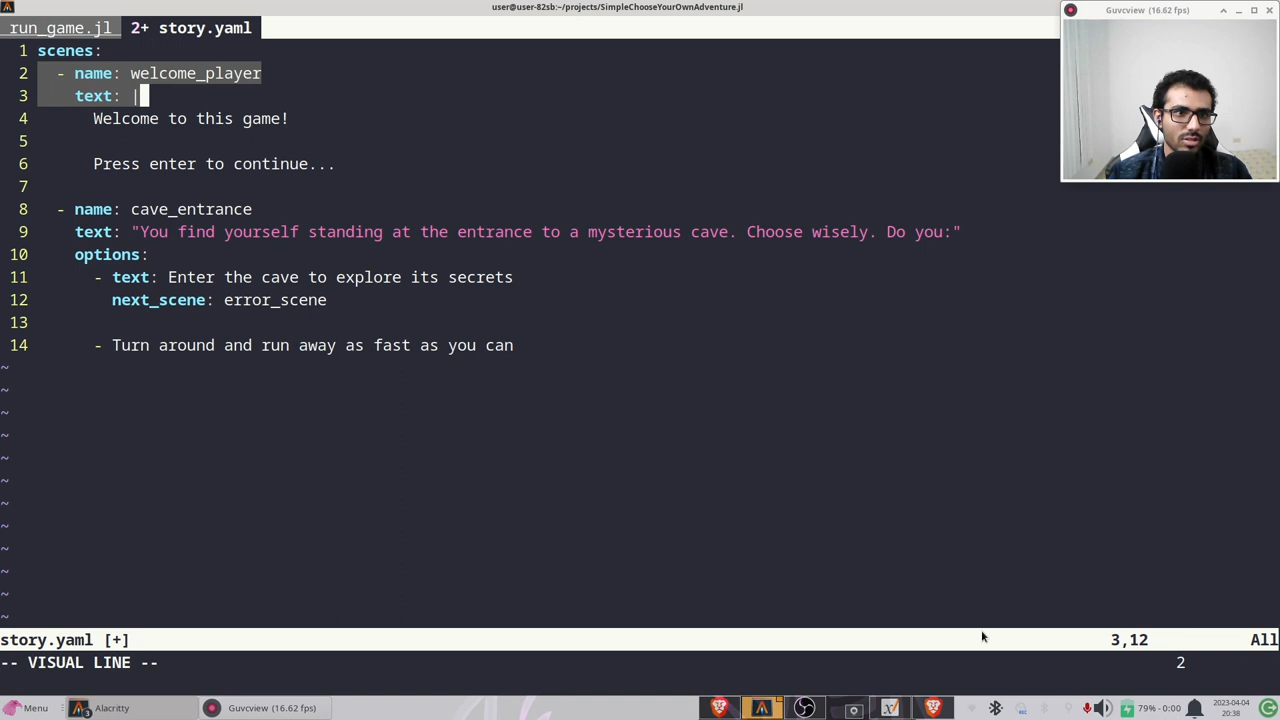 user@user-82sb:~/projects/SimpleChooseYourOwnAdventure.jl
Guvcview (16.62 fps)
run_game.jl 2+ story.yaml
1 scenes:
2 - name: welcome_player
3 text: |
4 Welcome to this game!
5
6 Press enter to continue...
7
8 - name: cave_entrance
9 text: "You find yourself standing at the entrance to a mysterious cave. Choose wisely. Do you:"
10 options:
11 - text: Enter the cave to explore its secrets
12 next_scene: error_scene
13
14 - Turn around and run away as fast as you can
~
~
~
~
~
~
~
~
~
~
~
~
story.yaml [+] 3,12 All
-- VISUAL LINE -- 2
Menu Alacritty Guvcview (16.62 fps) 79% - 0:00 2023-04-04
20:38